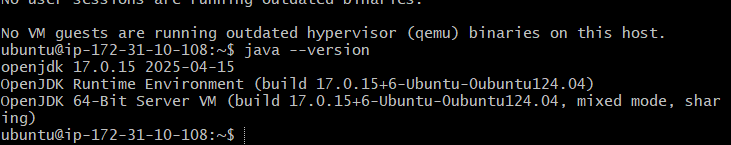 No user sessions are running outdated binaries.
No VM guests are running outdated hypervisor (qemu) binaries on this host.
ubuntu@ip-172-31-10-108:~$ java --version
openjdk 17.0.15 2025-04-15
OpenJDK Runtime Environment (build 17.0.15+6-Ubuntu-0ubuntu124.04)
OpenJDK 64-Bit Server VM (build 17.0.15+6-Ubuntu-0ubuntu124.04, mixed mode, shar
ing)
ubuntu@ip-172-31-10-108:~$